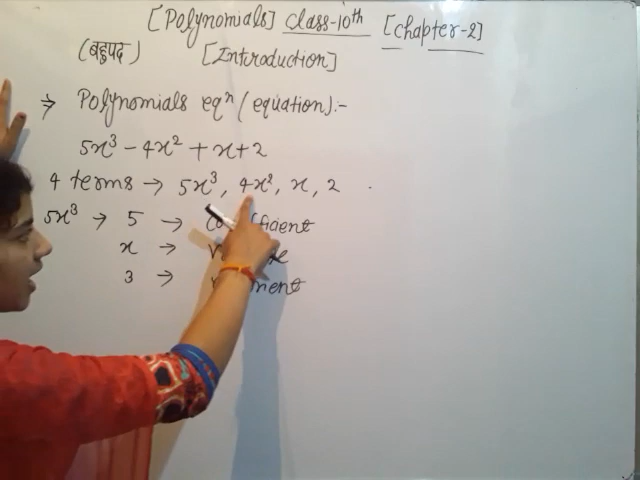 [Polynomials] Class-10th [Chapter-2]
(बहुपद) [Introduction]
→ Polynomials eqⁿ (equation):-
5x³ - 4x² + x + 2
4 terms → 5x³, 4x², x, 2
5x³ → 5 →
x →
3 →